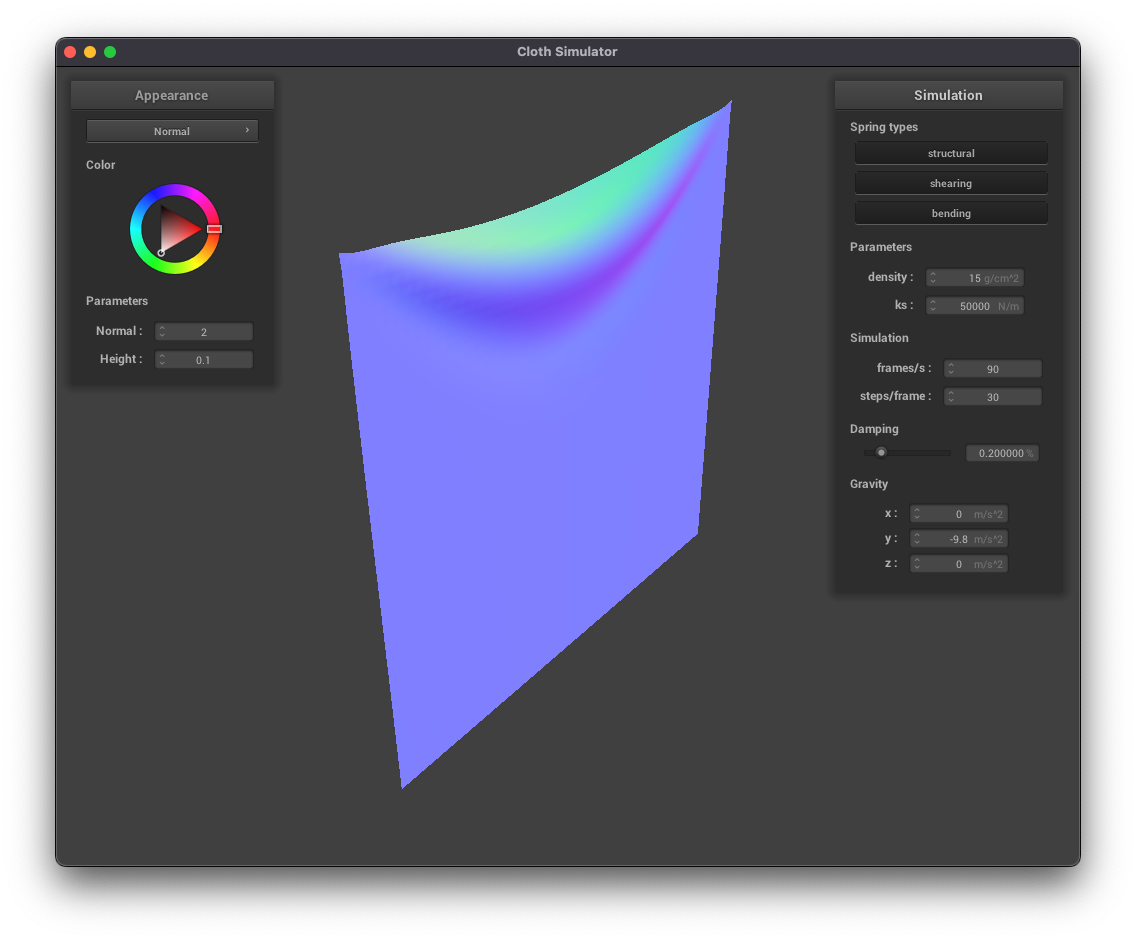 Cloth Simulator
Appearance
Normal
Color
Parameters
Normal : 2
Height : 0.1
Simulation
Spring types
structural
shearing
bending
Parameters
density : 15 g/cm^2
ks : 50000 N/m
Simulation
frames/s : 90
steps/frame : 30
Damping
0.200000 %
Gravity
x : 0 m/s^2
y : -9.8 m/s^2
z : 0 m/s^2